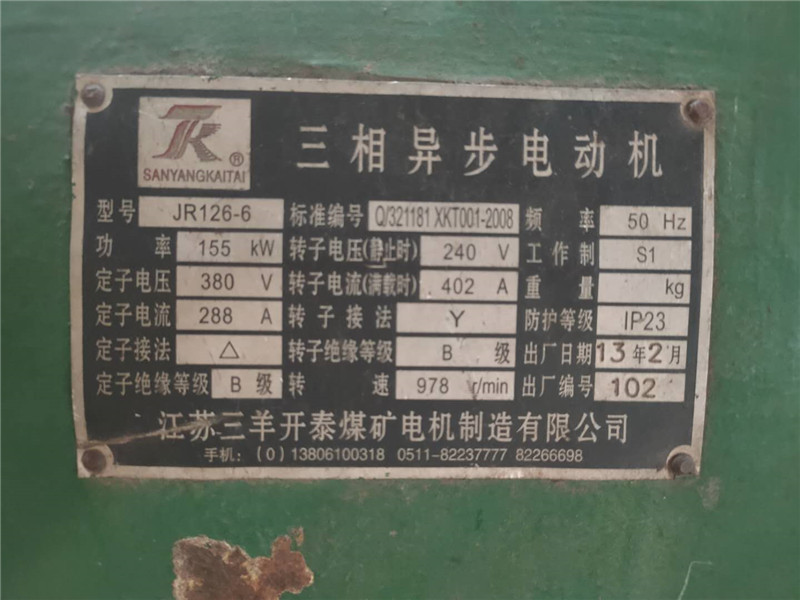 TK ®
SANYANGKAITAI
三相异步电动机
型号 JR126-6 标准编号 Q/321181 XKT001-2008 频率 50 Hz
功率 155 kW 转子电压(静止时) 240 V 工作制 S1
定子电压 380 V 转子电流(满载时) 402 A 重量 kg
定子电流 288 A 转子接法 Y 防护等级 IP23
定子接法 △ 转子绝缘等级 B 级 出厂日期 13年2月
定子绝缘等级 B 级 转速 978 r/min 出厂编号 102
江苏三羊开泰煤矿电机制造有限公司
手机：(0)13806100318 0511-82237777 82266698